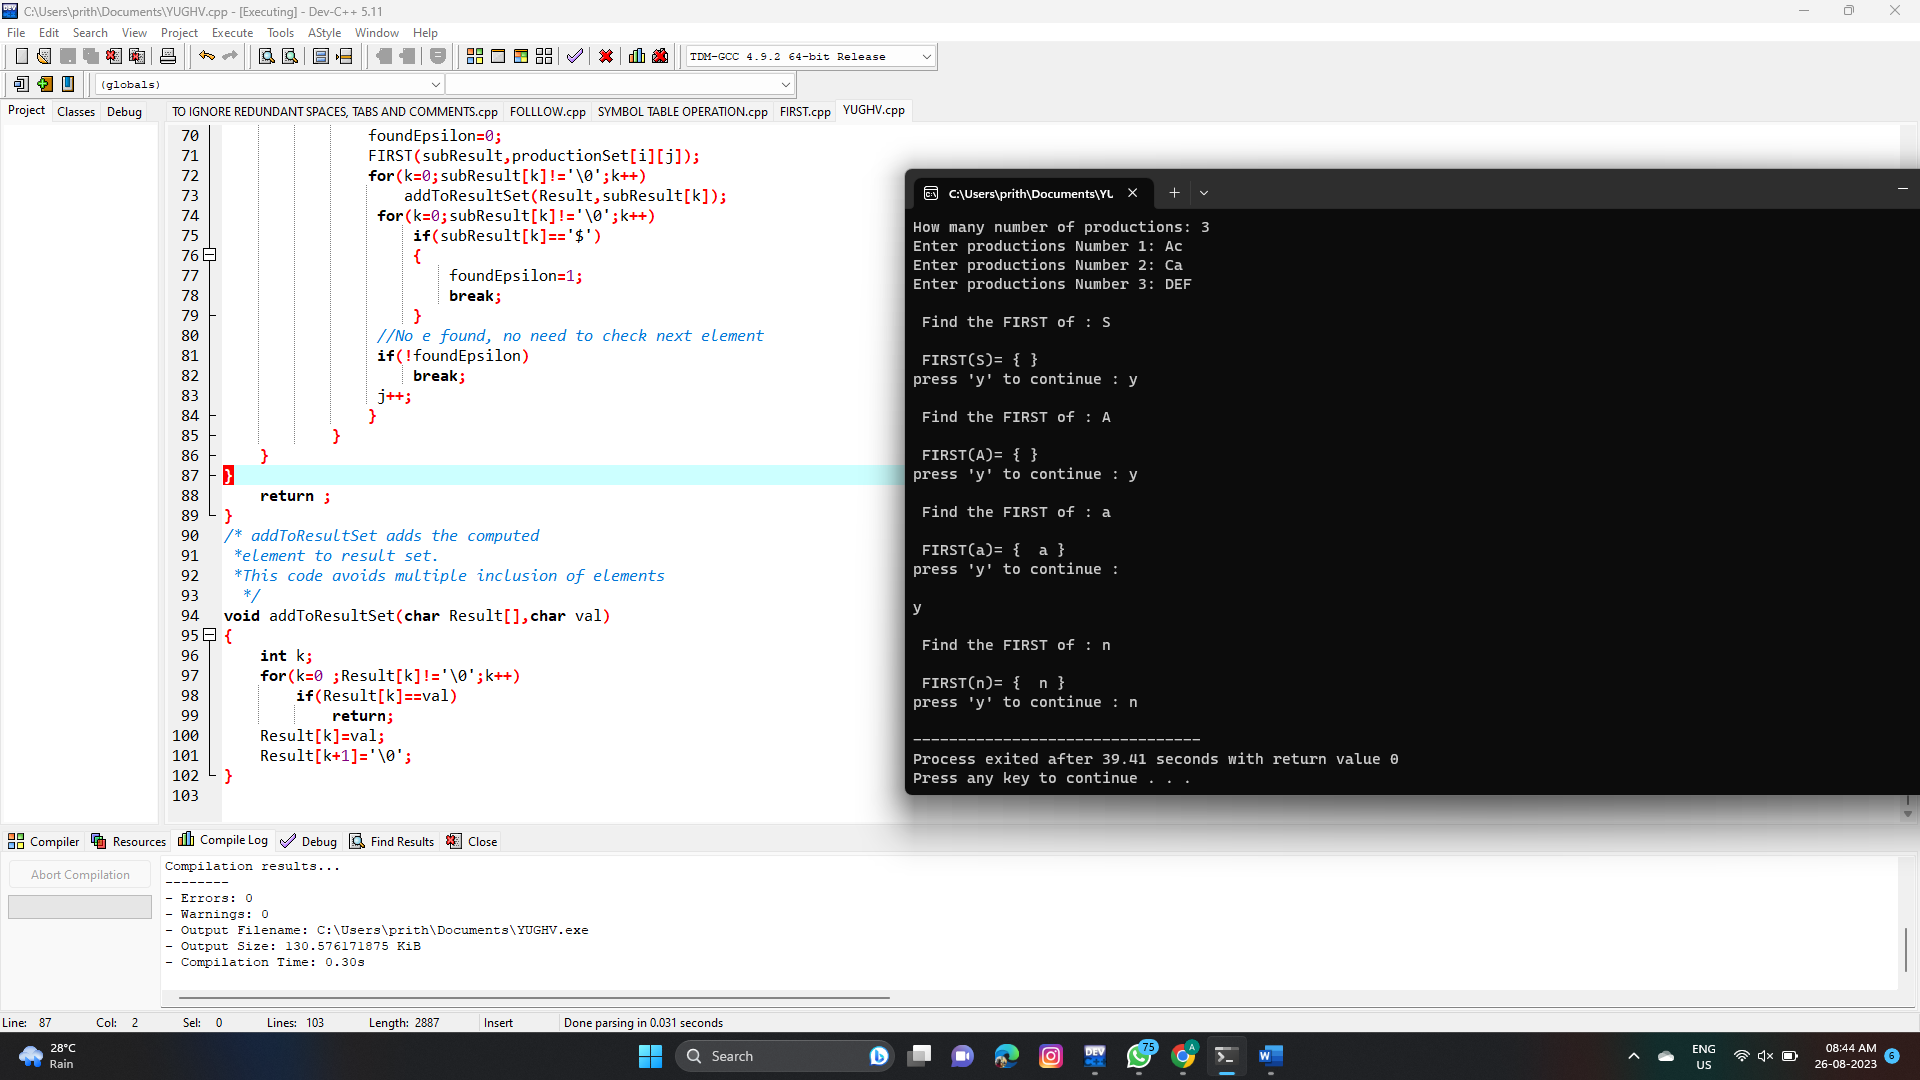 C:\Users\prith\Documents\YUGHV.cpp - [Executing] - Dev-C++ 5.11
File Edit Search View Project Execute Tools AStyle Window Help
TDM-GCC 4.9.2 64-bit Release
(globals)
Project Classes Debug
TO IGNORE REDUNDANT SPACES, TABS AND COMMENTS.cpp FOLLLOW.cpp SYMBOL TABLE OPERATION.cpp FIRST.cpp YUGHV.cpp
70 foundEpsilon=0;
71 FIRST(subResult,productionSet[i][j]);
72 for(k=0;subResult[k]!='\0';k++)
73 addToResultSet(Result,subResult[k]);
74 for(k=0;subResult[k]!='\0';k++)
75 if(subResult[k]=='$')
76 {
77 foundEpsilon=1;
78 break;
79 }
80 //No e found, no need to check next element
81 if(!foundEpsilon)
82 break;
83 j++;
84 }
85 }
86 }
87 }
88 return ;
89 }
90 /* addToResultSet adds the computed
91 *element to result set.
92 *This code avoids multiple inclusion of elements
93 */
94 void addToResultSet(char Result[],char val)
95 {
96 int k;
97 for(k=0 ;Result[k]!='\0';k++)
98 if(Result[k]==val)
99 return;
100 Result[k]=val;
101 Result[k+1]='\0';
102 }
103
C:\Users\prith\Documents\YU
How many number of productions: 3
Enter productions Number 1: Ac
Enter productions Number 2: Ca
Enter productions Number 3: DEF
Find the FIRST of : S
FIRST(S)= { }
press 'y' to continue : y
Find the FIRST of : A
FIRST(A)= { }
press 'y' to continue : y
Find the FIRST of : a
FIRST(a)= {  a }
press 'y' to continue :
y
Find the FIRST of : n
FIRST(n)= {  n }
press 'y' to continue : n
--------------------------------
Process exited after 39.41 seconds with return value 0
Press any key to continue . . .
Compiler Resources Compile Log Debug Find Results Close
Abort Compilation
Compilation results...
--------
- Errors: 0
- Warnings: 0
- Output Filename: C:\Users\prith\Documents\YUGHV.exe
- Output Size: 130.576171875 KiB
- Compilation Time: 0.30s
Line: 87 Col: 2 Sel: 0 Lines: 103 Length: 2887 Insert Done parsing in 0.031 seconds
28°C
Rain
Search
DEV
75
A
ENG
US
08:44 AM
26-08-2023
6